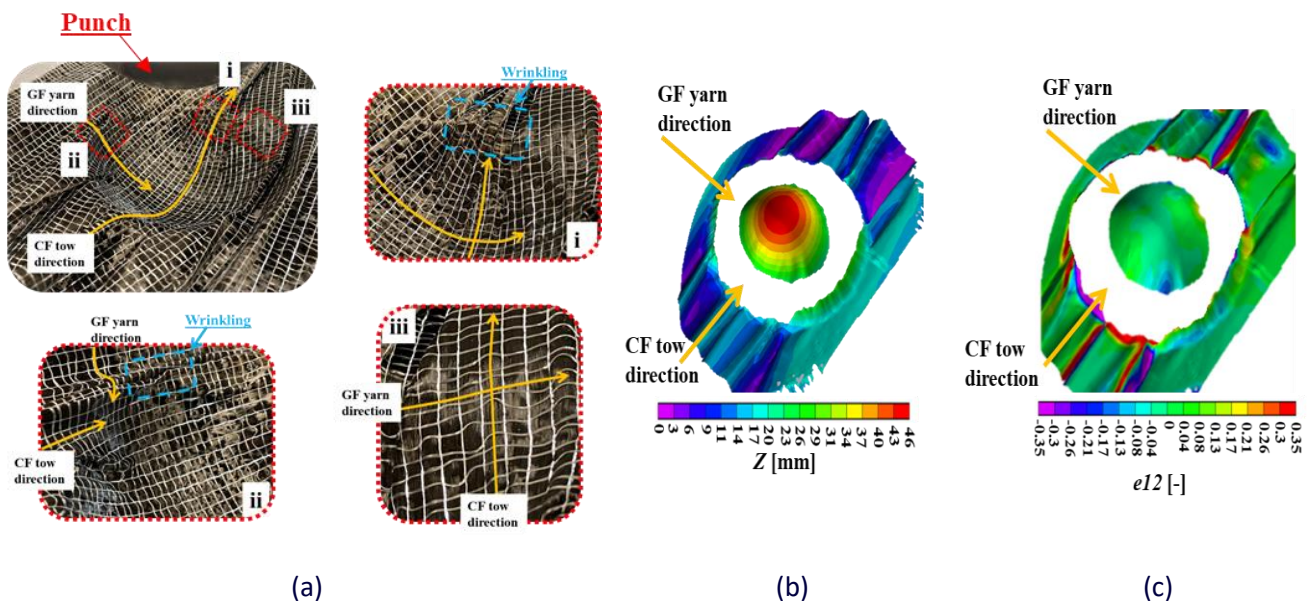 Punch
GF yarn
direction
i
iii
ii
CF tow
direction
Wrinkling
i
GF yarn
direction
Wrinkling
CF tow
direction
ii
iii
GF yarn
direction
CF tow
direction
(a)
GF yarn
direction
CF tow
direction
0
3
6
9
11
14
17
20
23
26
29
31
34
37
40
43
46
Z [mm]
(b)
GF yarn
direction
CF tow
direction
-0.35
-0.3
-0.26
-0.21
-0.17
-0.13
-0.08
-0.04
0
0.04
0.08
0.13
0.17
0.21
0.26
0.3
0.35
e12 [-]
(c)